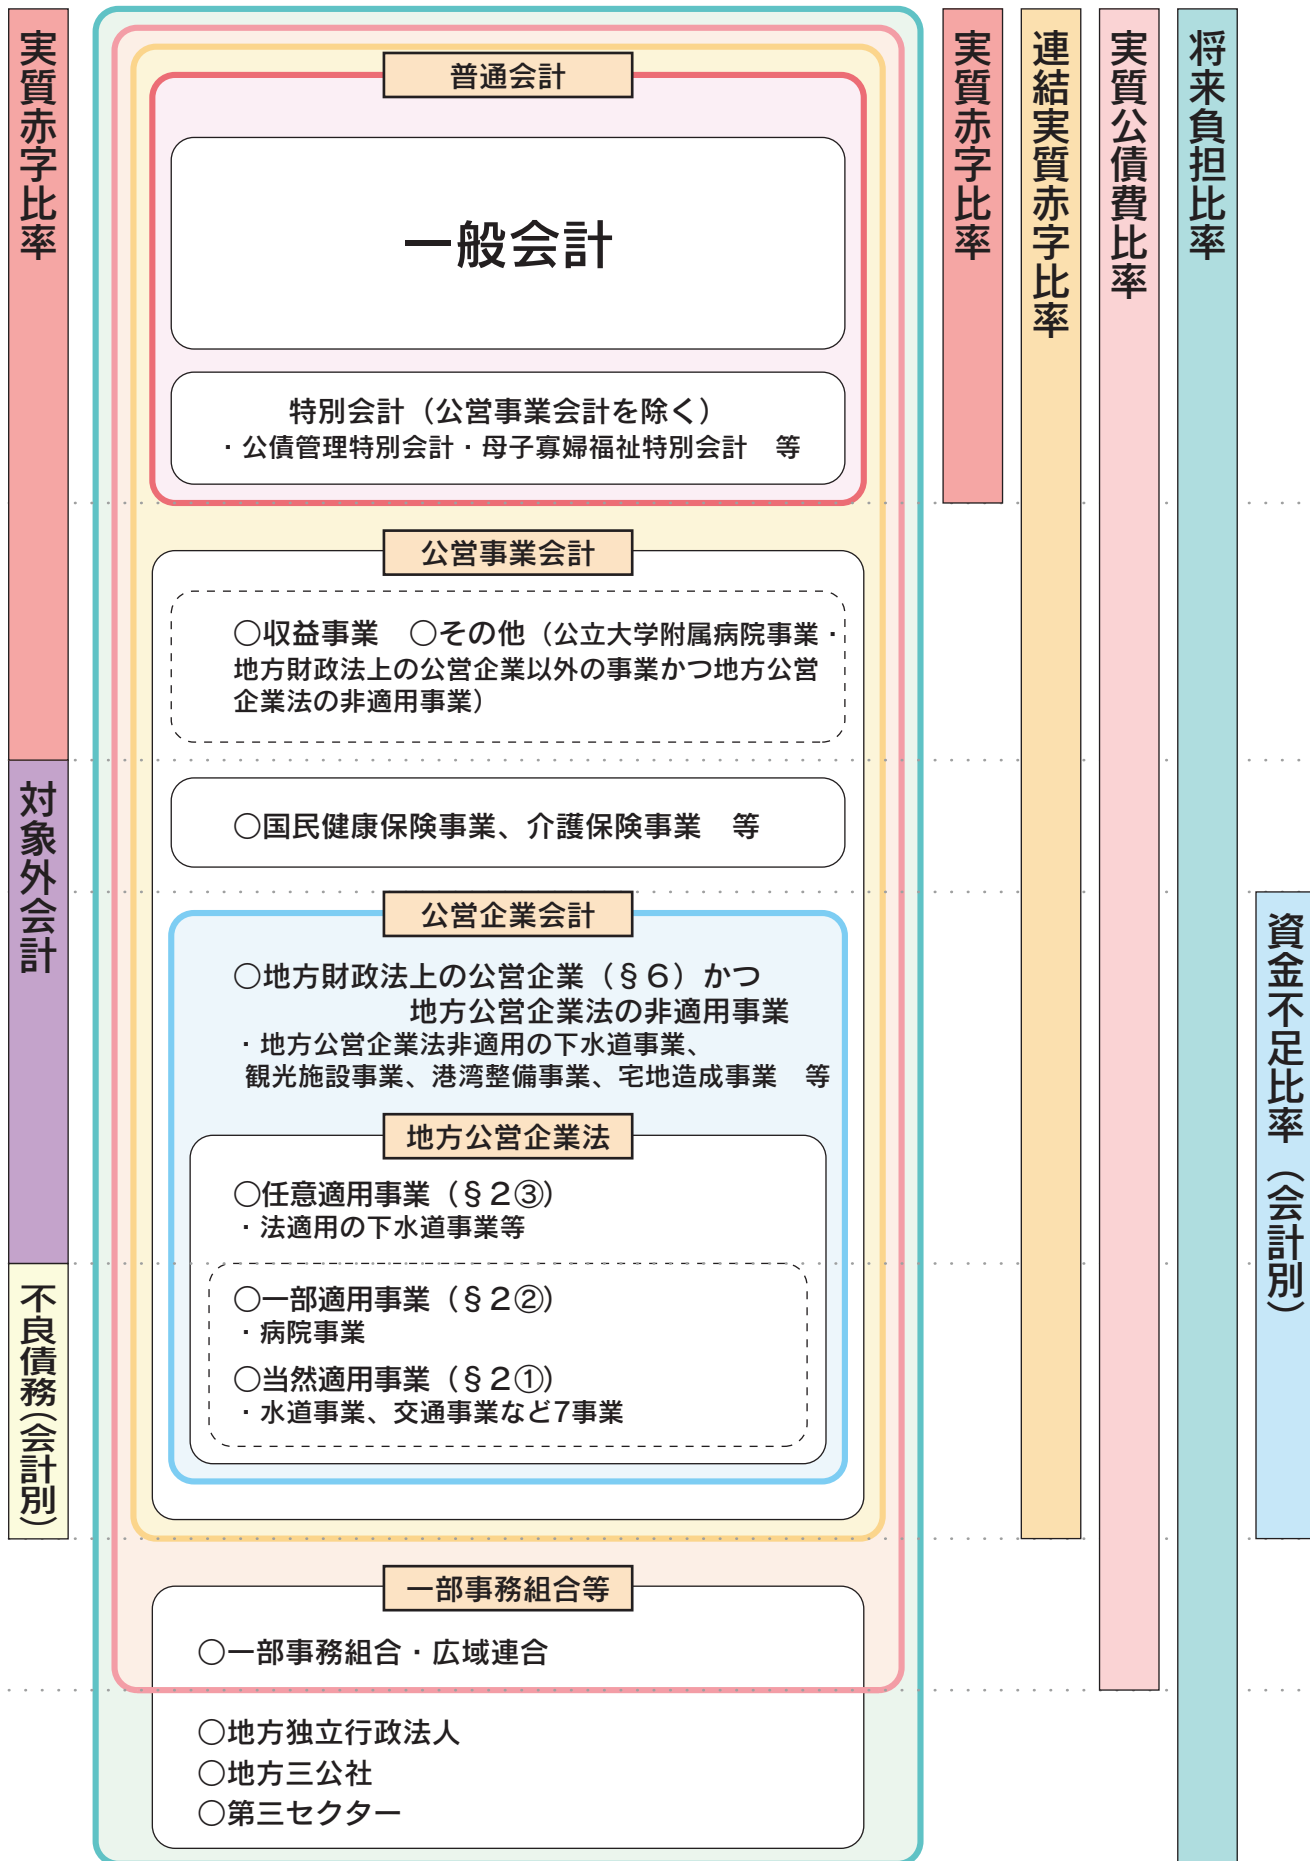 実質赤字比率
対象外会計
不良債務(会計別)
普通会計
一般会計
特別会計（公営事業会計を除く）
・公債管理特別会計・母子寡婦福祉特別会計　等
公営事業会計
○収益事業　○その他（公立大学附属病院事業・
地方財政法上の公営企業以外の事業かつ地方公営
企業法の非適用事業）
○国民健康保険事業、介護保険事業　等
公営企業会計
○地方財政法上の公営企業（§６）かつ
地方公営企業法の非適用事業
・地方公営企業法非適用の下水道事業、
観光施設事業、港湾整備事業、宅地造成事業　等
地方公営企業法
○任意適用事業（§２③）
・法適用の下水道事業等
○一部適用事業（§２②）
・病院事業
○当然適用事業（§２①）
・水道事業、交通事業など7事業
一部事務組合等
○一部事務組合・広域連合
○地方独立行政法人
○地方三公社
○第三セクター
実質赤字比率
連結実質赤字比率
実質公債費比率
将来負担比率
資金不足比率（会計別）